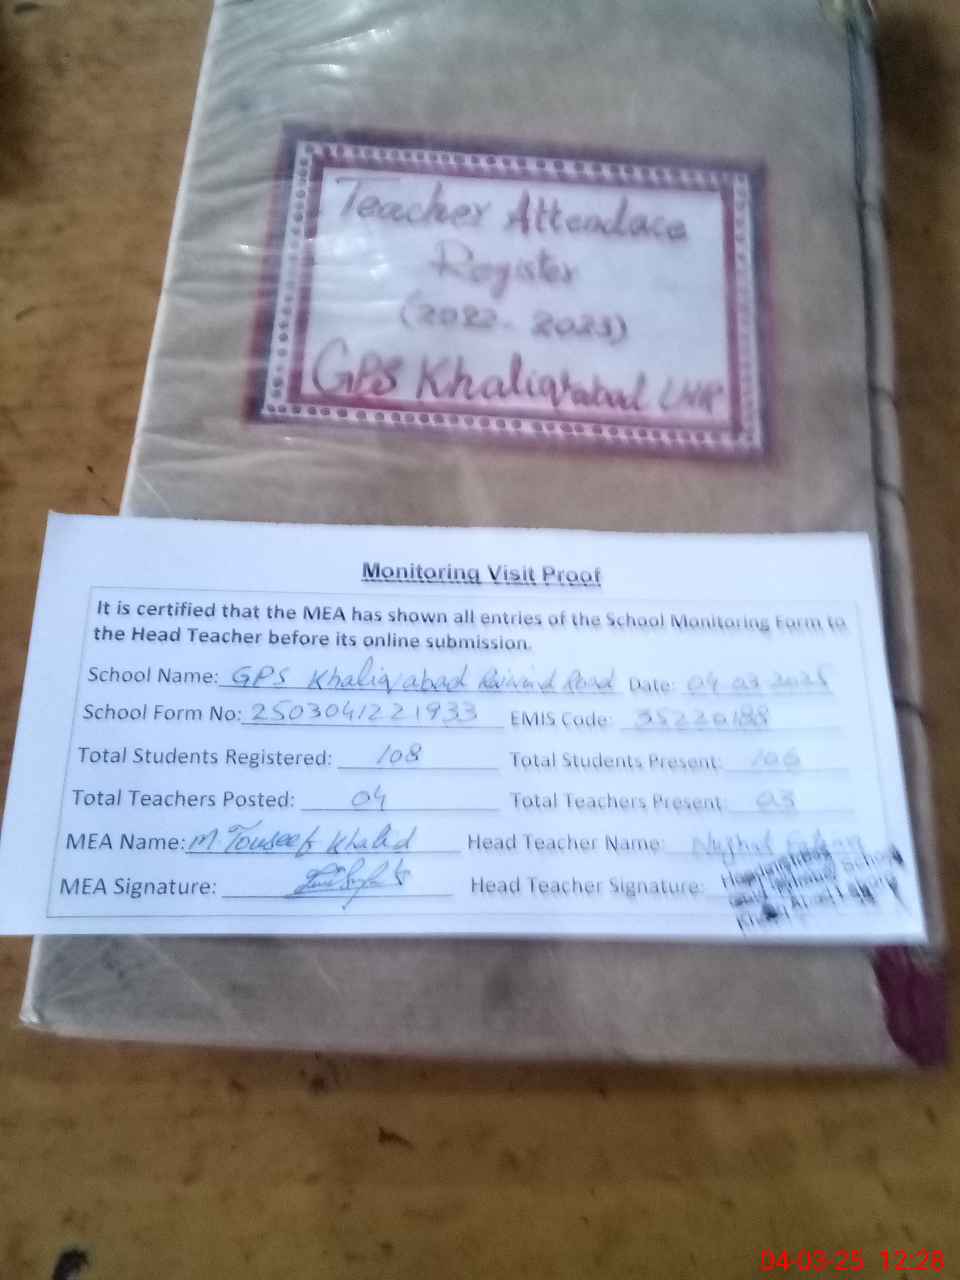 Teacher Attendace
Register
(2022-2023)
GPS Khaliqabad LHR
Monitoring Visit Proof
It is certified that the MEA has shown all entries of the School Monitoring Form to
the Head Teacher before its online submission.
School Name: GPS Khaliqabad Raiwind Road Date: 04 03 2025
School Form No: 2503041221933 EMIS Code: 35220188
Total Students Registered: 108 Total Students Present: 106
Total Teachers Posted: 04 Total Teachers Present: 03
MEA Name: M Touseef Khalid Head Teacher Name:
MEA Signature: Head Teacher Signature:
School
04-03-25 12:28